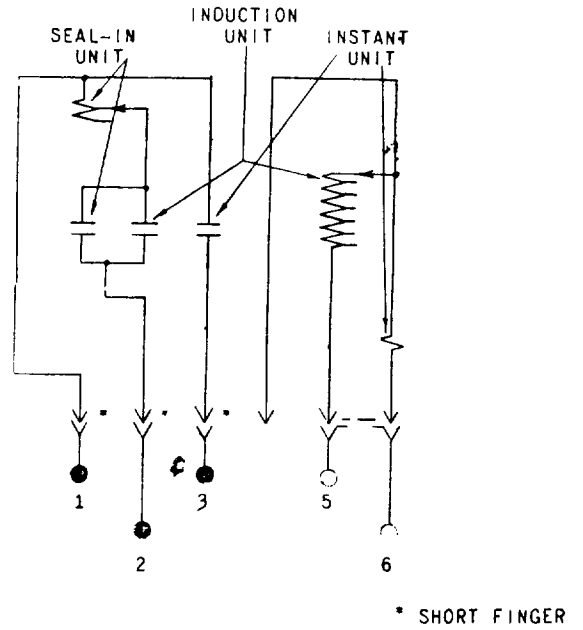 INDUCTION
UNIT
SEAL-IN
UNIT
INSTANT
UNIT
*
*
*
C
1
3
5
2
6
* SHORT FINGER